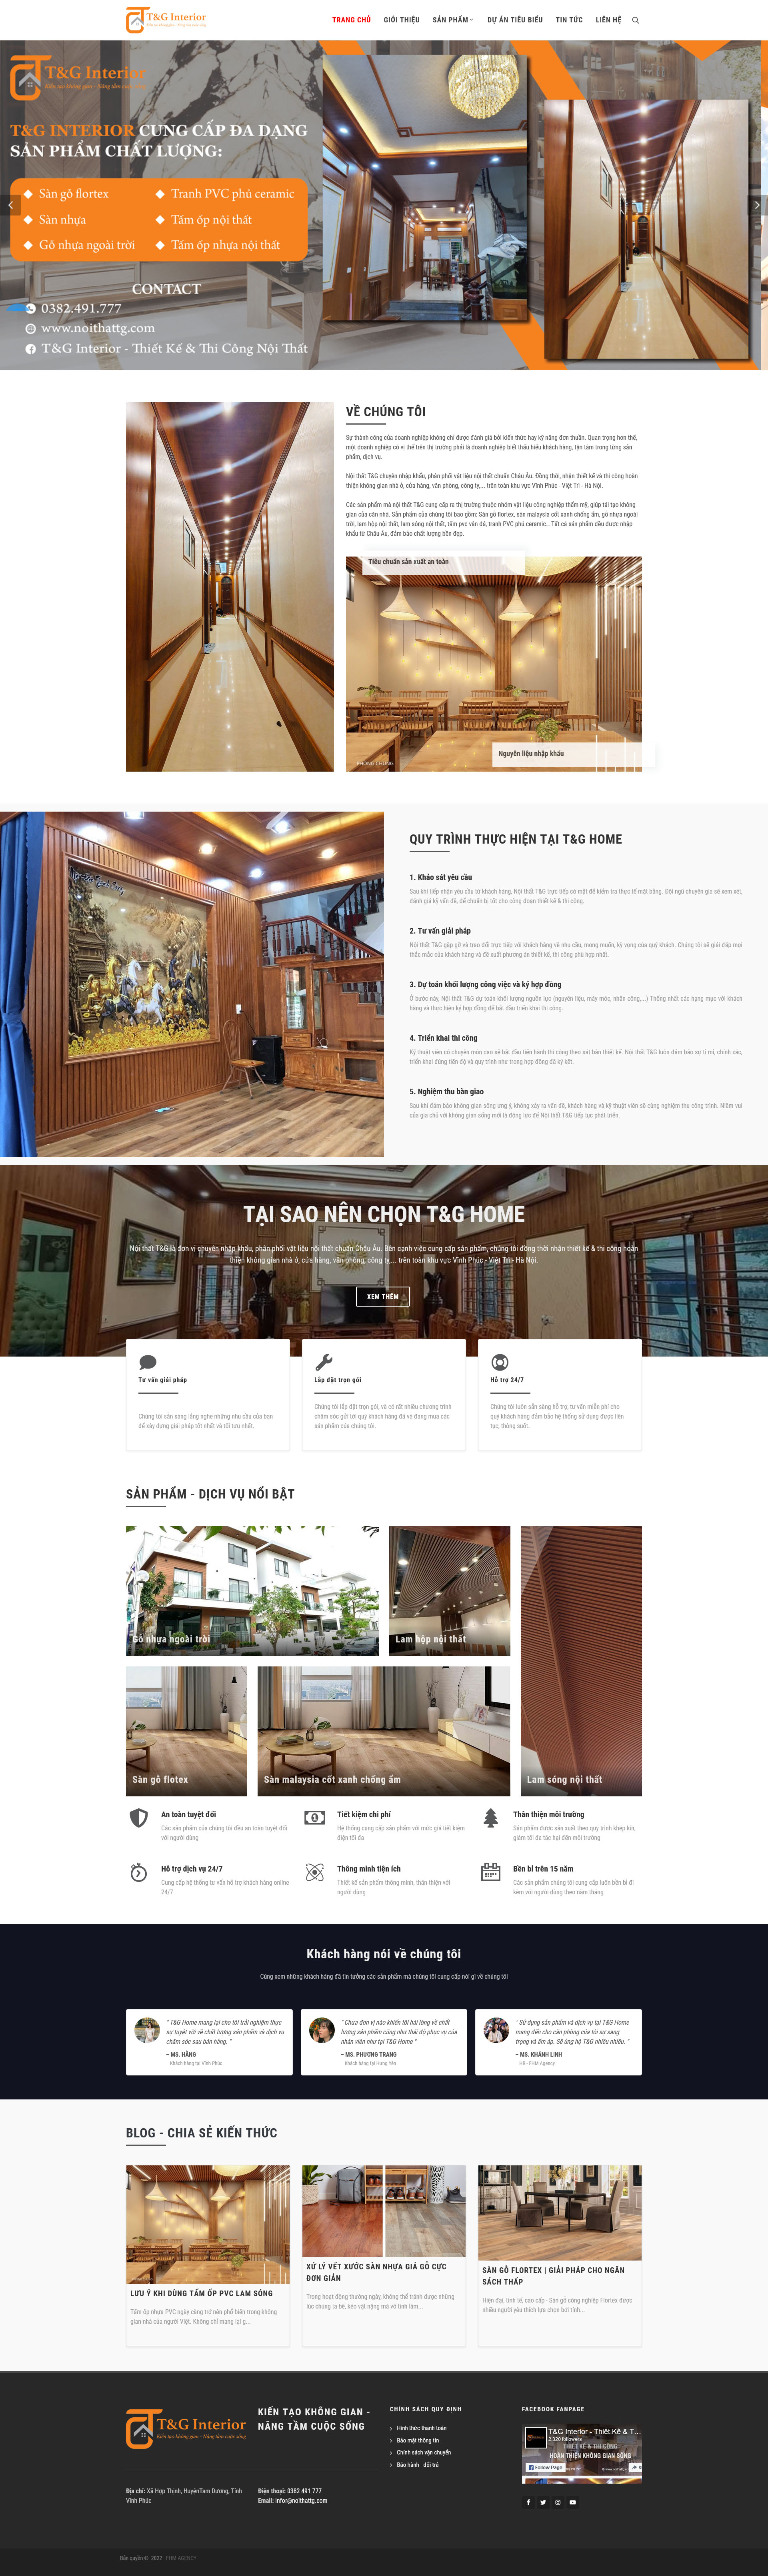 T&G Interior
Kiến tạo không gian - Nâng tầm cuộc sống
TRANG CHỦ
GIỚI THIỆU
SẢN PHẨM
DỰ ÁN TIÊU BIỂU
TIN TỨC
LIÊN HỆ
T&G Interior
Kiến tạo không gian - Nâng tầm cuộc sống
T&G INTERIOR CUNG CẤP ĐA DẠNG
SẢN PHẨM CHẤT LƯỢNG:
Sàn gỗ flortex
Tranh PVC phủ ceramic
Sàn nhựa
Tấm ốp nội thất
Gỗ nhựa ngoài trời
Tấm ốp nhựa nội thất
CONTACT
0382.491.777
www.noithattg.com
T&G Interior - Thiết Kế & Thi Công Nội Thất
VỀ CHÚNG TÔI
Sự thành công của doanh nghiệp không chỉ được đánh giá bởi kiến thức hay kỹ năng đơn thuần. Quan trọng hơn thế,
một doanh nghiệp có vị thế trên thị trường phải là doanh nghiệp biết thấu hiểu khách hàng, tận tâm trong từng sản
phẩm, dịch vụ.
Nội thất T&G chuyên nhập khẩu, phân phối vật liệu nội thất chuẩn Châu Âu. Đồng thời, nhận thiết kế và thi công hoàn
thiện không gian nhà ở, cửa hàng, văn phòng, công ty,... trên toàn khu vực Vĩnh Phúc - Việt Trì - Hà Nội.
Các sản phẩm mà nội thất T&G cung cấp ra thị trường thuộc nhóm vật liệu công nghiệp thẩm mỹ, giúp tái tạo không
gian của căn nhà. Sản phẩm của chúng tôi bao gồm: Sàn gỗ flortex, sàn malaysia cốt xanh chống ẩm, gỗ nhựa ngoài
trời, lam hộp nội thất, lam sóng nội thất, tấm pvc vân đá, tranh PVC phủ ceramic… Tất cả sản phẩm đều được nhập
khẩu từ Châu Âu, đảm bảo chất lượng bền đẹp.
Tiêu chuẩn sản xuất an toàn
PHÒNG CHUNG
Nguyên liệu nhập khẩu
QUY TRÌNH THỰC HIỆN TẠI T&G HOME
1. Khảo sát yêu cầu
Sau khi tiếp nhận yêu cầu từ khách hàng, Nội thất T&G trực tiếp có mặt để kiểm tra thực tế mặt bằng. Đội ngũ chuyên gia sẽ xem xét,
đánh giá kỹ vấn đề, để chuẩn bị tốt cho công đoạn thiết kế & thi công.
2. Tư vấn giải pháp
Nội thất T&G gặp gỡ và trao đổi trực tiếp với khách hàng về nhu cầu, mong muốn, kỳ vọng của quý khách. Chúng tôi sẽ giải đáp mọi
thắc mắc của khách hàng và đề xuất phương án thiết kế, thi công phù hợp nhất.
3. Dự toán khối lượng công việc và ký hợp đồng
Ở bước này, Nội thất T&G dự toán khối lượng nguồn lực (nguyên liệu, máy móc, nhân công,...) Thống nhất các hạng mục với khách
hàng và thực hiện ký hợp đồng để bắt đầu triển khai thi công.
4. Triển khai thi công
Kỹ thuật viên có chuyên môn cao sẽ bắt đầu tiến hành thi công theo sát bản thiết kế. Nội thất T&G luôn đảm bảo sự tỉ mỉ, chính xác,
triển khai đúng tiến độ và quy trình như trong hợp đồng đã ký kết.
5. Nghiệm thu bàn giao
Sau khi đảm bảo không gian sống ưng ý, không xảy ra vấn đề, khách hàng và kỹ thuật viên sẽ cùng nghiệm thu công trình. Niềm vui
của gia chủ với không gian sống mới là động lực để Nội thất T&G tiếp tục phát triển.
TẠI SAO NÊN CHỌN T&G HOME
Nội thất T&G là đơn vị chuyên nhập khẩu, phân phối vật liệu nội thất chuẩn Châu Âu. Bên cạnh việc cung cấp sản phẩm, chúng tôi đồng thời nhận thiết kế & thi công hoàn
thiện không gian nhà ở, cửa hàng, văn phòng, công ty,... trên toàn khu vực Vĩnh Phúc - Việt Trì - Hà Nội.
XEM THÊM
Tư vấn giải pháp
Chúng tôi sẵn sàng lắng nghe những nhu cầu của bạn
để xây dựng giải pháp tốt nhất và tối tưu nhất.
Lắp đặt trọn gói
Chúng tôi lắp đặt trọn gói, và có rất nhiều chương trình
chăm sóc gửi tới quý khách hàng đã và đang mua các
sản phẩm của chúng tôi.
Hỗ trợ 24/7
Chúng tôi luôn sẵn sàng hỗ trợ, tư vấn miễn phí cho
quý khách hàng đảm bảo hệ thống sử dụng được liên
tục, thông suốt.
SẢN PHẨM - DỊCH VỤ NỔI BẬT
Gỗ nhựa ngoài trời
Lam hộp nội thất
Sàn gỗ flotex
Sàn malaysia cốt xanh chống ẩm
Lam sóng nội thất
An toàn tuyệt đối
Các sản phẩm của chúng tôi đều an toàn tuyệt đối
với người dùng
Tiết kiệm chi phí
Hệ thống cung cấp sản phẩm với mức giá tiết kiệm
điện tối đa
Thân thiện môi trường
Sản phẩm được sản xuất theo quy trình khép kín,
giảm tối đa tác hại đến môi trường
Hỗ trợ dịch vụ 24/7
Cung cấp hệ thống tư vấn hỗ trợ khách hàng online
24/7
Thông minh tiện ích
Thiết kế sản phẩm thông minh, thân thiện với
người dùng
Bền bỉ trên 15 năm
Các sản phẩm chúng tôi cung cấp luôn bền bỉ đi
kèm với người dùng theo năm tháng
Khách hàng nói về chúng tôi
Cùng xem những khách hàng đã tin tưởng các sản phẩm mà chúng tôi cung cấp nói gì về chúng tôi
" T&G Home mang lại cho tôi trải nghiệm thực
sự tuyệt vời về chất lượng sản phẩm và dịch vụ
chăm sóc sau bán hàng. "
– MS. HẰNG
Khách hàng tại Vĩnh Phúc
" Chưa đơn vị nào khiến tôi hài lòng về chất
lượng sản phẩm cũng như thái độ phục vụ của
nhân viên như tại T&G Home "
– MS. PHƯƠNG TRANG
Khách hàng tại Hưng Yên
" Sử dụng sản phẩm và dịch vụ tại T&G Home
mang đến cho căn phòng của tôi sự sang
trọng và ấm áp. Sẽ ủng hộ T&G nhiều nhiều. "
– MS. KHÁNH LINH
HR - FHM Agency
BLOG - CHIA SẺ KIẾN THỨC
LƯU Ý KHI DÙNG TẤM ỐP PVC LAM SÓNG
Tấm ốp nhựa PVC ngày càng trở nên phổ biến trong không
gian nhà của người Việt. Không chỉ mang lại g...
XỬ LÝ VẾT XƯỚC SÀN NHỰA GIẢ GỖ CỰC
ĐƠN GIẢN
Trong hoạt động thường ngày, không thể tránh được những
lúc chúng ta bê, kéo vật nặng mà vô tình làm...
SÀN GỖ FLORTEX | GIẢI PHÁP CHO NGÂN
SÁCH THẤP
Hiện đại, tinh tế, cao cấp - Sàn gỗ công nghiệp Flortex được
nhiều người yêu thích lựa chọn bởi tính...
T&G Interior
Kiến tạo không gian - Nâng tầm cuộc sống
Địa chỉ: Xã Hợp Thịnh, HuyệnTam Dương, Tỉnh
Vĩnh Phúc
KIẾN TẠO KHÔNG GIAN -
NÂNG TẦM CUỘC SỐNG
Điện thoại: 0382 491 777
Email: infor@noithattg.com
CHÍNH SÁCH QUY ĐỊNH
Hình thức thanh toán
Bảo mật thông tin
Chính sách vận chuyển
Bảo hành - đổi trả
FACEBOOK FANPAGE
T&G Interior - Thiết Kế & T...
2,320 followers
THIẾT KẾ & THI CÔNG
HOÀN THIỆN KHÔNG GIAN SỐNG
Follow Page
Bản quyền © 2022 - FHM AGENCY